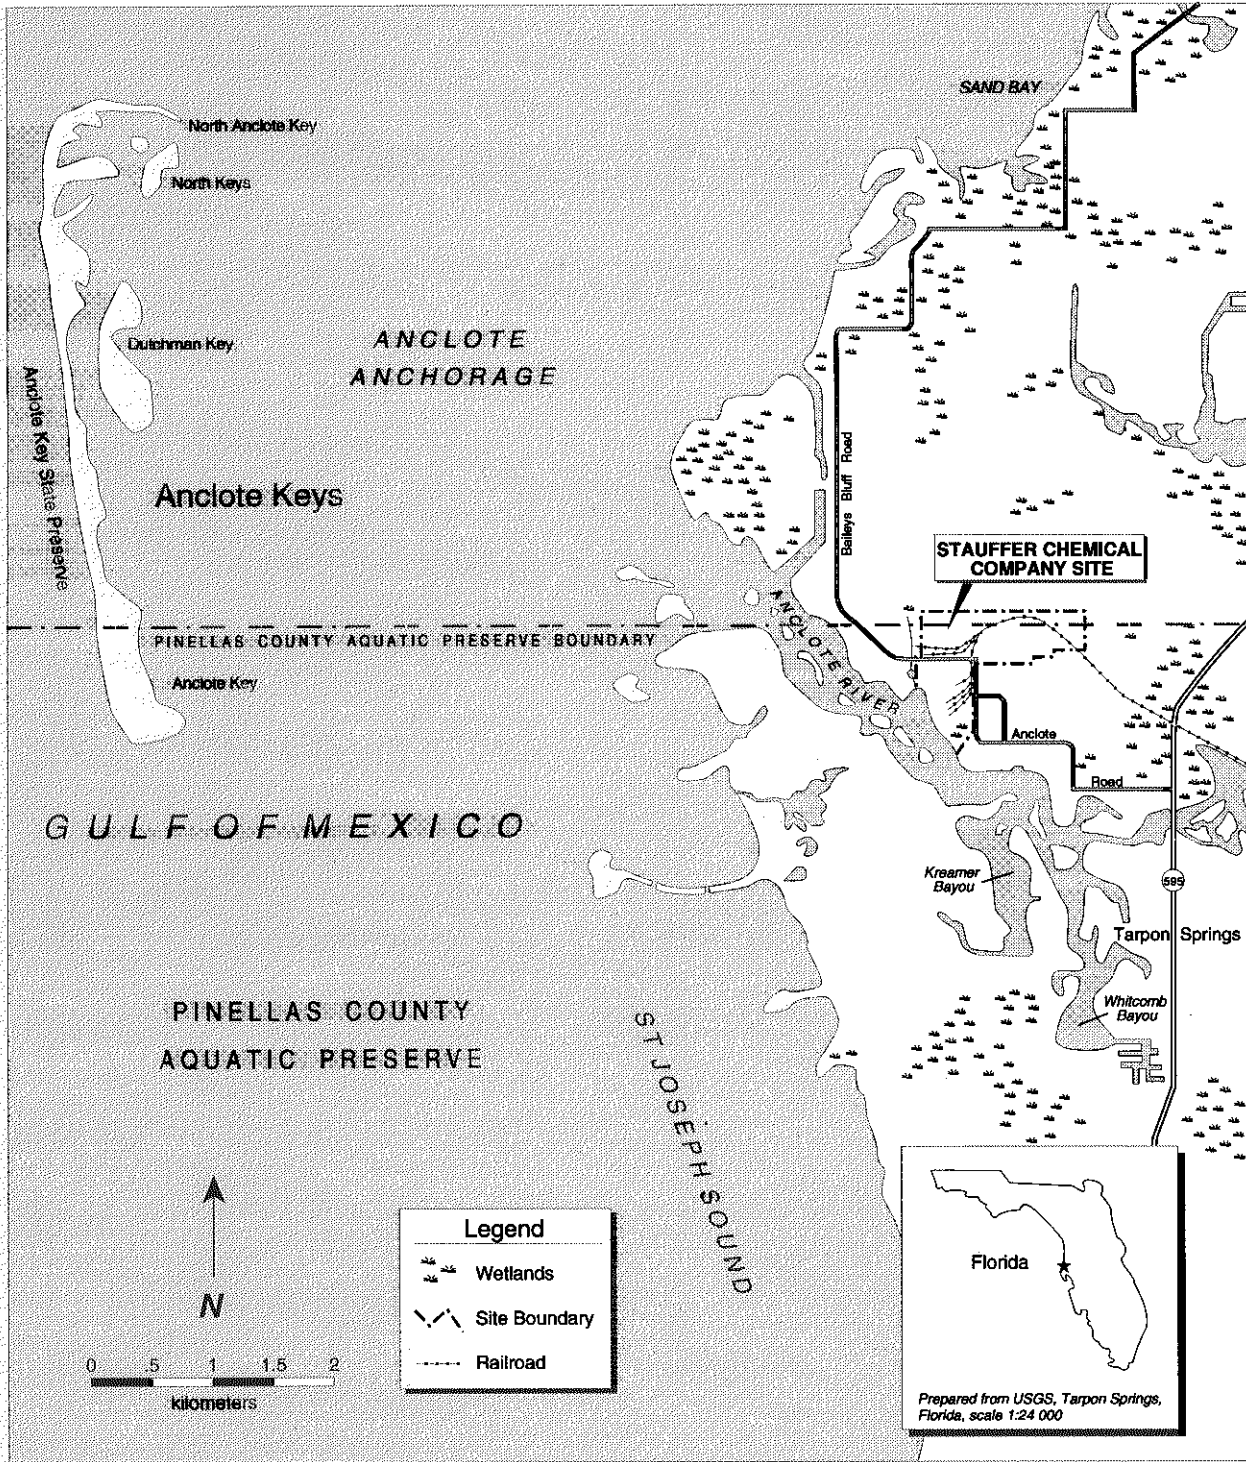 SAND BAY
North Anclote Key
North Keys
ANCLOTE
ANCHORAGE
Dutchman Key
Anclote Key State Preserve
Baileys Bluff Road
Anclote Keys
STAUFFER CHEMICAL
COMPANY SITE
ANCLOTE RIVER
PINELLAS COUNTY AQUATIC PRESERVE BOUNDARY
Anclote Key
Anclote
Road
GULF OF MEXICO
Kreamer
Bayou
595
Tarpon Springs
PINELLAS COUNTY
AQUATIC PRESERVE
Whitcomb
Bayou
ST JOSEPH SOUND
N
0 .5 1 1.5 2
kilometers
Legend
Wetlands
Site Boundary
Railroad
Florida
Prepared from USGS, Tarpon Springs,
Florida, scale 1:24 000